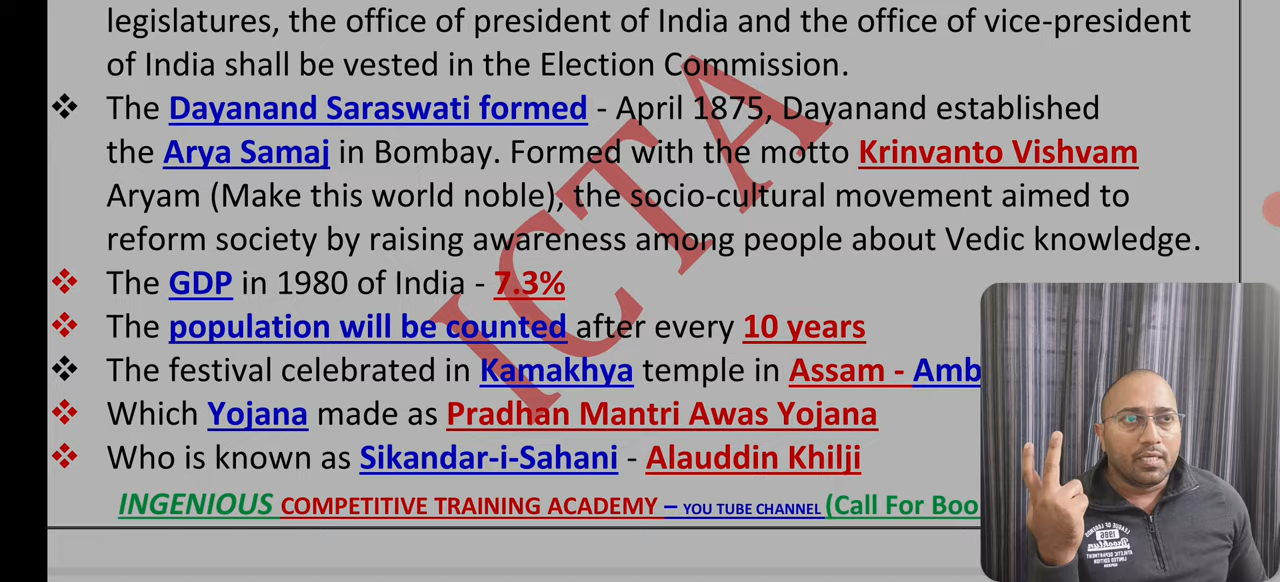 legislatures, the office of president of India and the office of vice-president
of India shall be vested in the Election Commission.
❖ The Dayanand Saraswati formed - April 1875, Dayanand established
the Arya Samaj in Bombay. Formed with the motto Krinvanto Vishvam
Aryam (Make this world noble), the socio-cultural movement aimed to
reform society by raising awareness among people about Vedic knowledge.
❖ The GDP in 1980 of India - 7.3%
❖ The population will be counted after every 10 years
❖ The festival celebrated in Kamakhya temple in Assam - Amb
❖ Which Yojana made as Pradhan Mantri Awas Yojana
❖ Who is known as Sikandar-i-Sahani - Alauddin Khilji
INGENIOUS COMPETITIVE TRAINING ACADEMY – YOU TUBE CHANNEL (Call For Boo
ICTA
1986